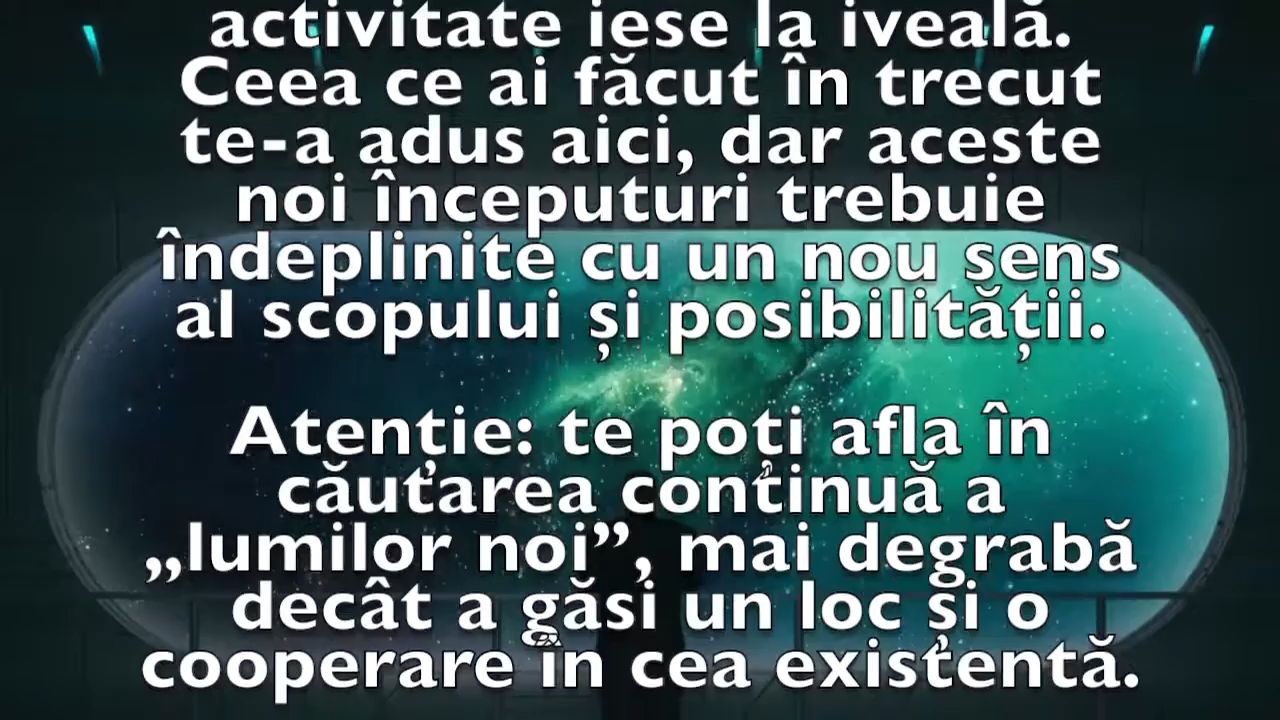 activitate iese la iveală.
Ceea ce ai făcut în trecut
te-a adus aici, dar aceste
noi începuturi trebuie
îndeplinite cu un nou sens
al scopului și posibilității.
Atenție: te poți afla în
căutarea continuă a
„lumilor noi”, mai degrabă
decât a găsi un loc și o
cooperare în cea existentă.